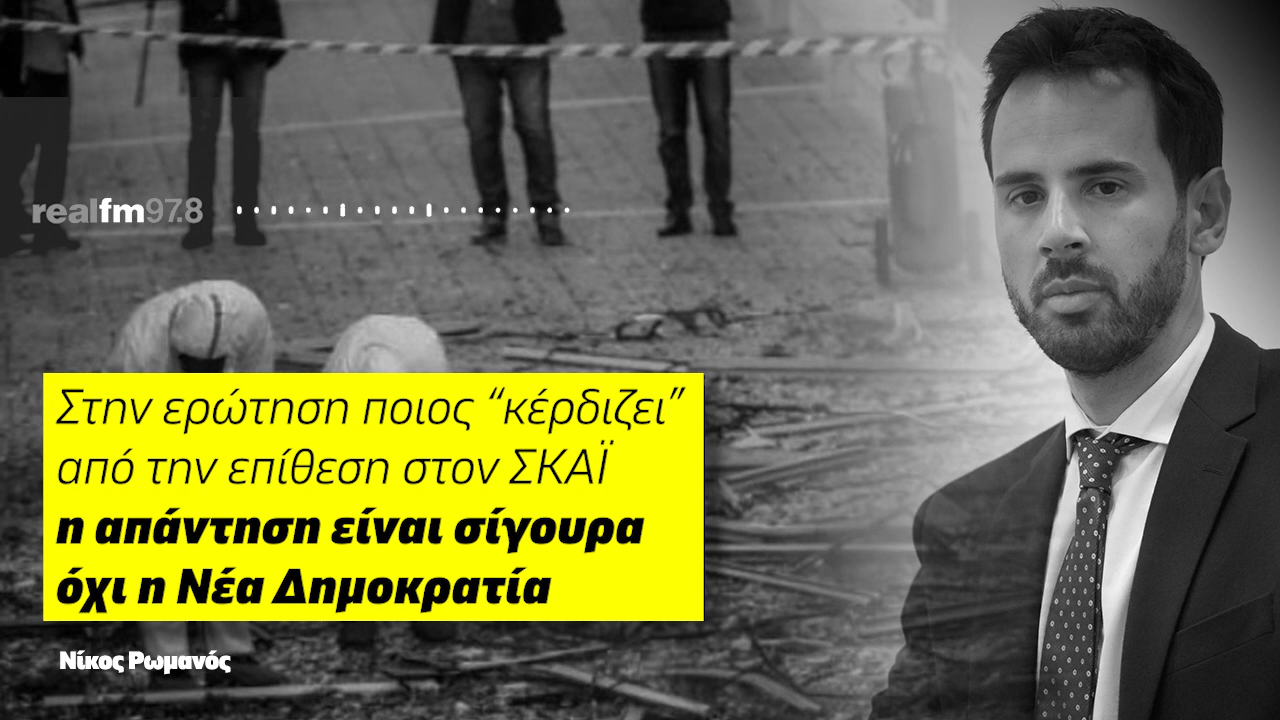 realfm97.8
Στην ερώτηση ποιος “κέρδιζει”
από την επίθεση στον ΣΚΑΪ
η απάντηση είναι σίγουρα
όχι η Νέα Δημοκρατία
Νίκος Ρωμανός